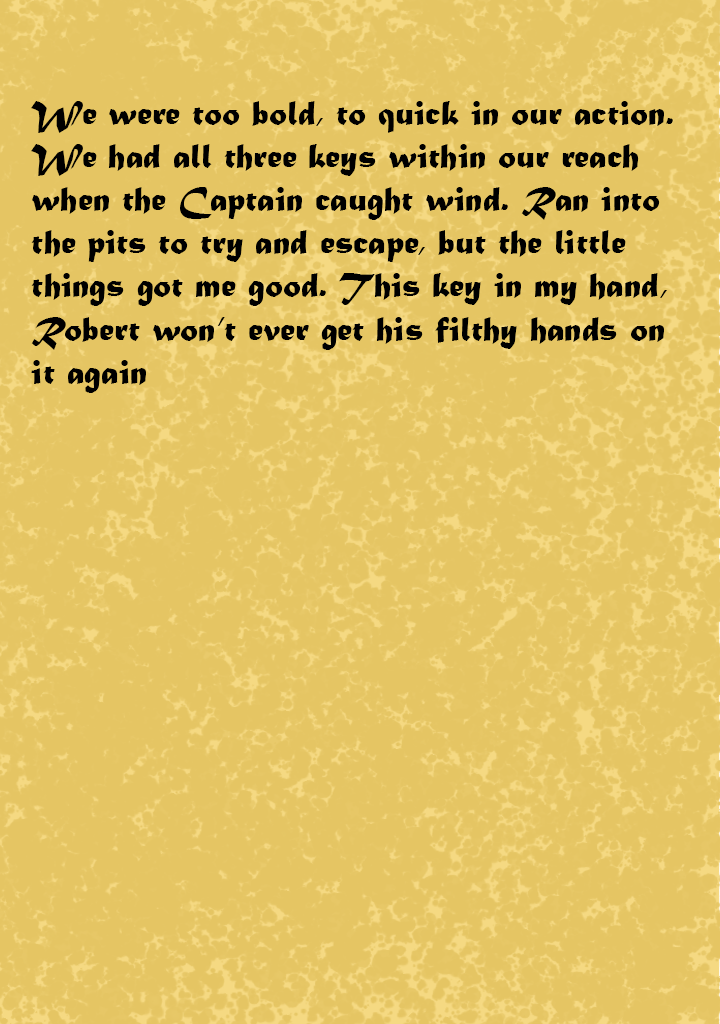 We were too bold, to quick in our action.
We had all three keys within our reach
when the Captain caught wind. Ran into
the pits to try and escape, but the little
things got me good. This key in my hand,
Robert won't ever get his filthy hands on
it again